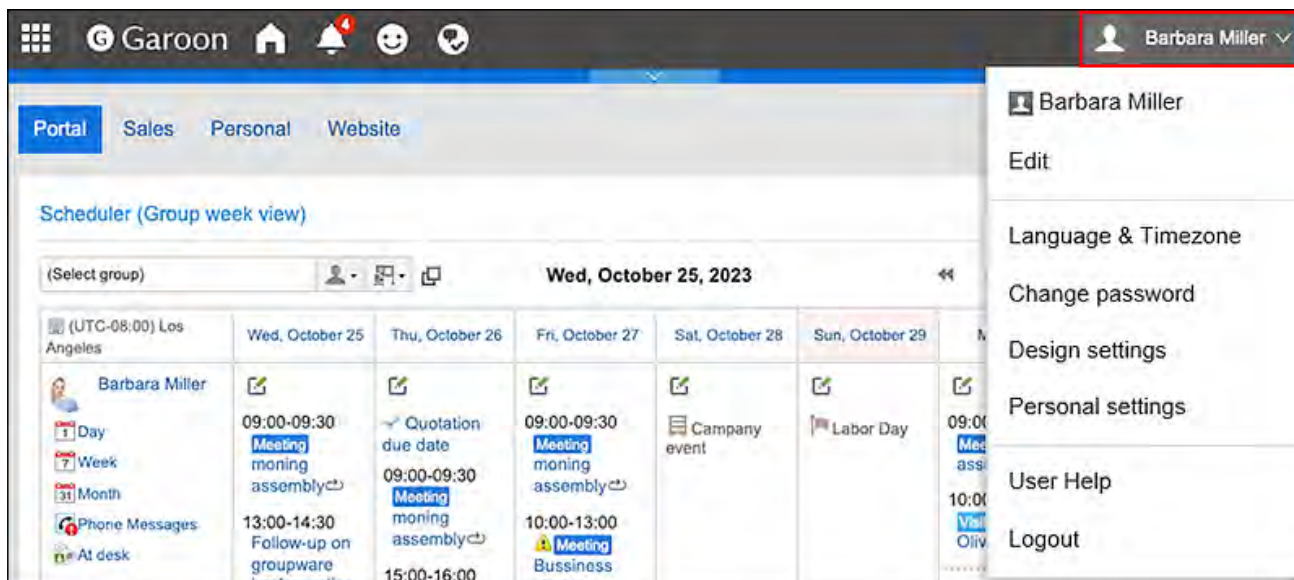 Garoon
4
Barbara Miller
Barbara Miller
Edit
Language & Timezone
Change password
Design settings
Personal settings
User Help
Logout
Portal Sales Personal Website
Scheduler (Group week view)
(Select group)
Wed, October 25, 2023
(UTC-08:00) Los
Angeles
Wed, October 25
Thu, October 26
Fri, October 27
Sat, October 28
Sun, October 29
Barbara Miller
1 Day
7 Week
31 Month
Phone Messages
At desk
09:00-09:30
Meeting
moning
assembly
13:00-14:30
Follow-up on
groupware
Quotation
due date
09:00-09:30
Meeting
moning
assembly
15:00-16:00
09:00-09:30
Meeting
moning
assembly
10:00-13:00
Meeting
Bussiness
Campany
event
Labor Day